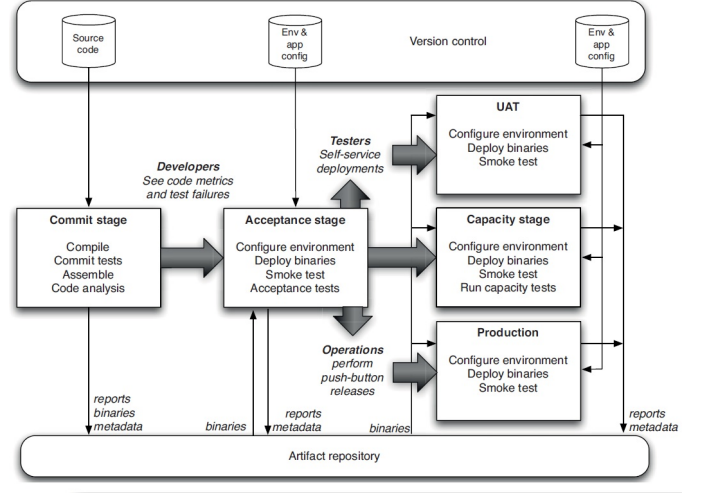 Source
code
Env &
app
config
Version control
Env &
app
config
UAT
Configure environment
Deploy binaries
Smoke test
Testers
Self-service
deployments
Developers
See code metrics
and test failures
Commit stage
Compile
Commit tests
Assemble
Code analysis
Acceptance stage
Configure environment
Deploy binaries
Smoke test
Acceptance tests
Capacity stage
Configure environment
Deploy binaries
Smoke test
Run capacity tests
Production
Configure environment
Deploy binaries
Smoke test
Operations
perform
push-button
releases
reports
binaries
metadata
binaries
reports
metadata
binaries
reports
metadata
Artifact repository